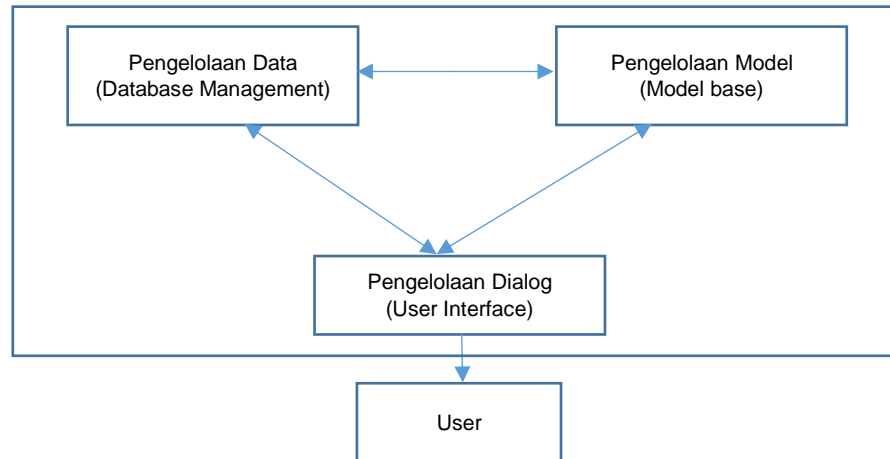 Pengelolaan Data
(Database Management)
Pengelolaan Model
(Model base)
Pengelolaan Dialog
(User Interface)
User